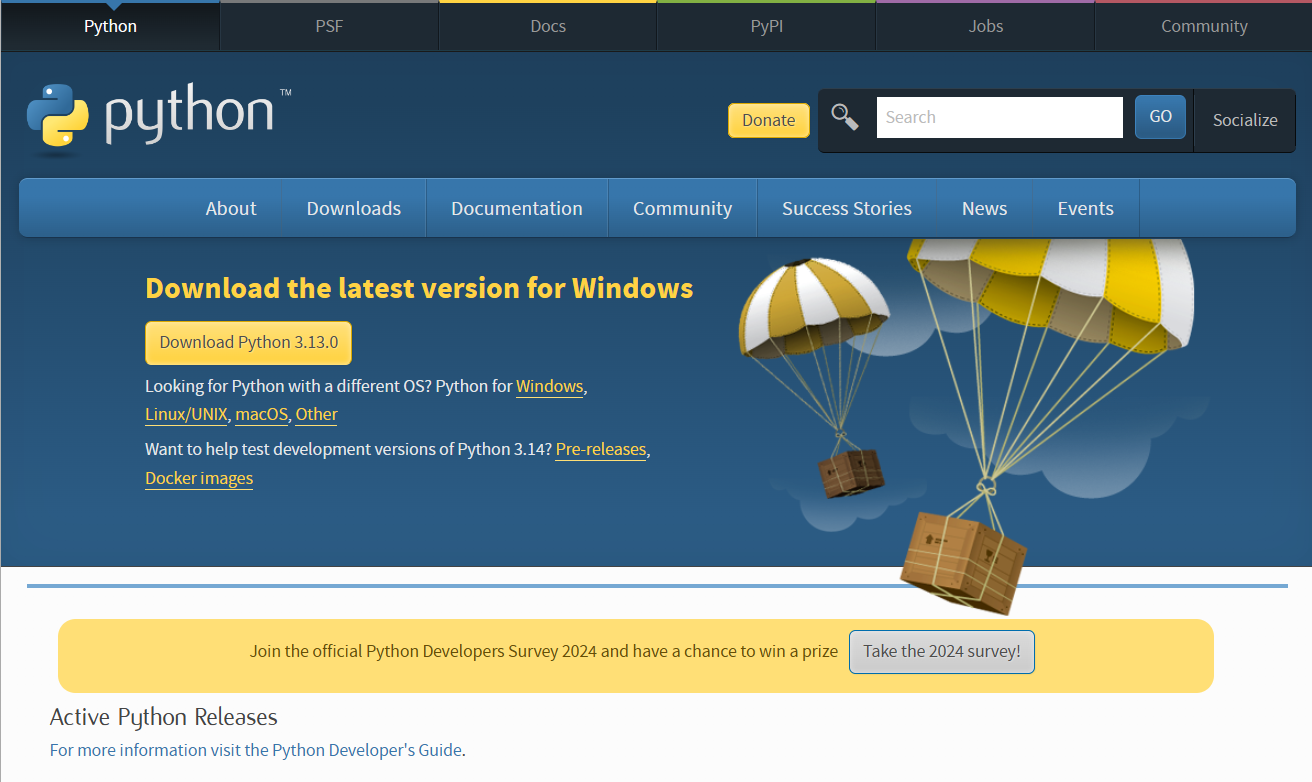 Python PSF Docs PyPI Jobs Community
python™
Donate Search GO Socialize
About Downloads Documentation Community Success Stories News Events
Download the latest version for Windows
Download Python 3.13.0
Looking for Python with a different OS? Python for Windows,
Linux/UNIX, macOS, Other
Want to help test development versions of Python 3.14? Pre-releases,
Docker images
Join the official Python Developers Survey 2024 and have a chance to win a prize Take the 2024 survey!
Active Python Releases
For more information visit the Python Developer's Guide.